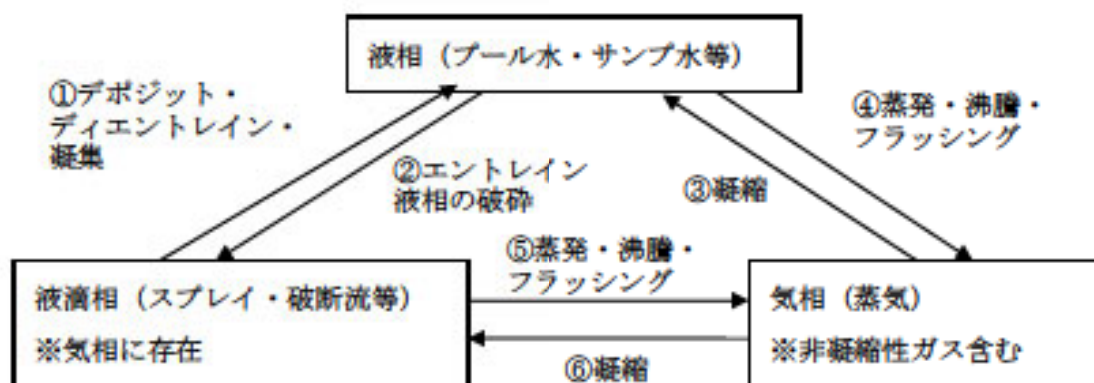 液相（プール水・サンプ水等）
①デポジット・
ディエントレイン・
凝集
②エントレイン
液相の破砕
③凝縮
④蒸発・沸騰・
フラッシング
⑤蒸発・沸騰・
フラッシング
⑥凝縮
液滴相（スプレイ・破断流等）
※気相に存在
気相（蒸気）
※非凝縮性ガス含む